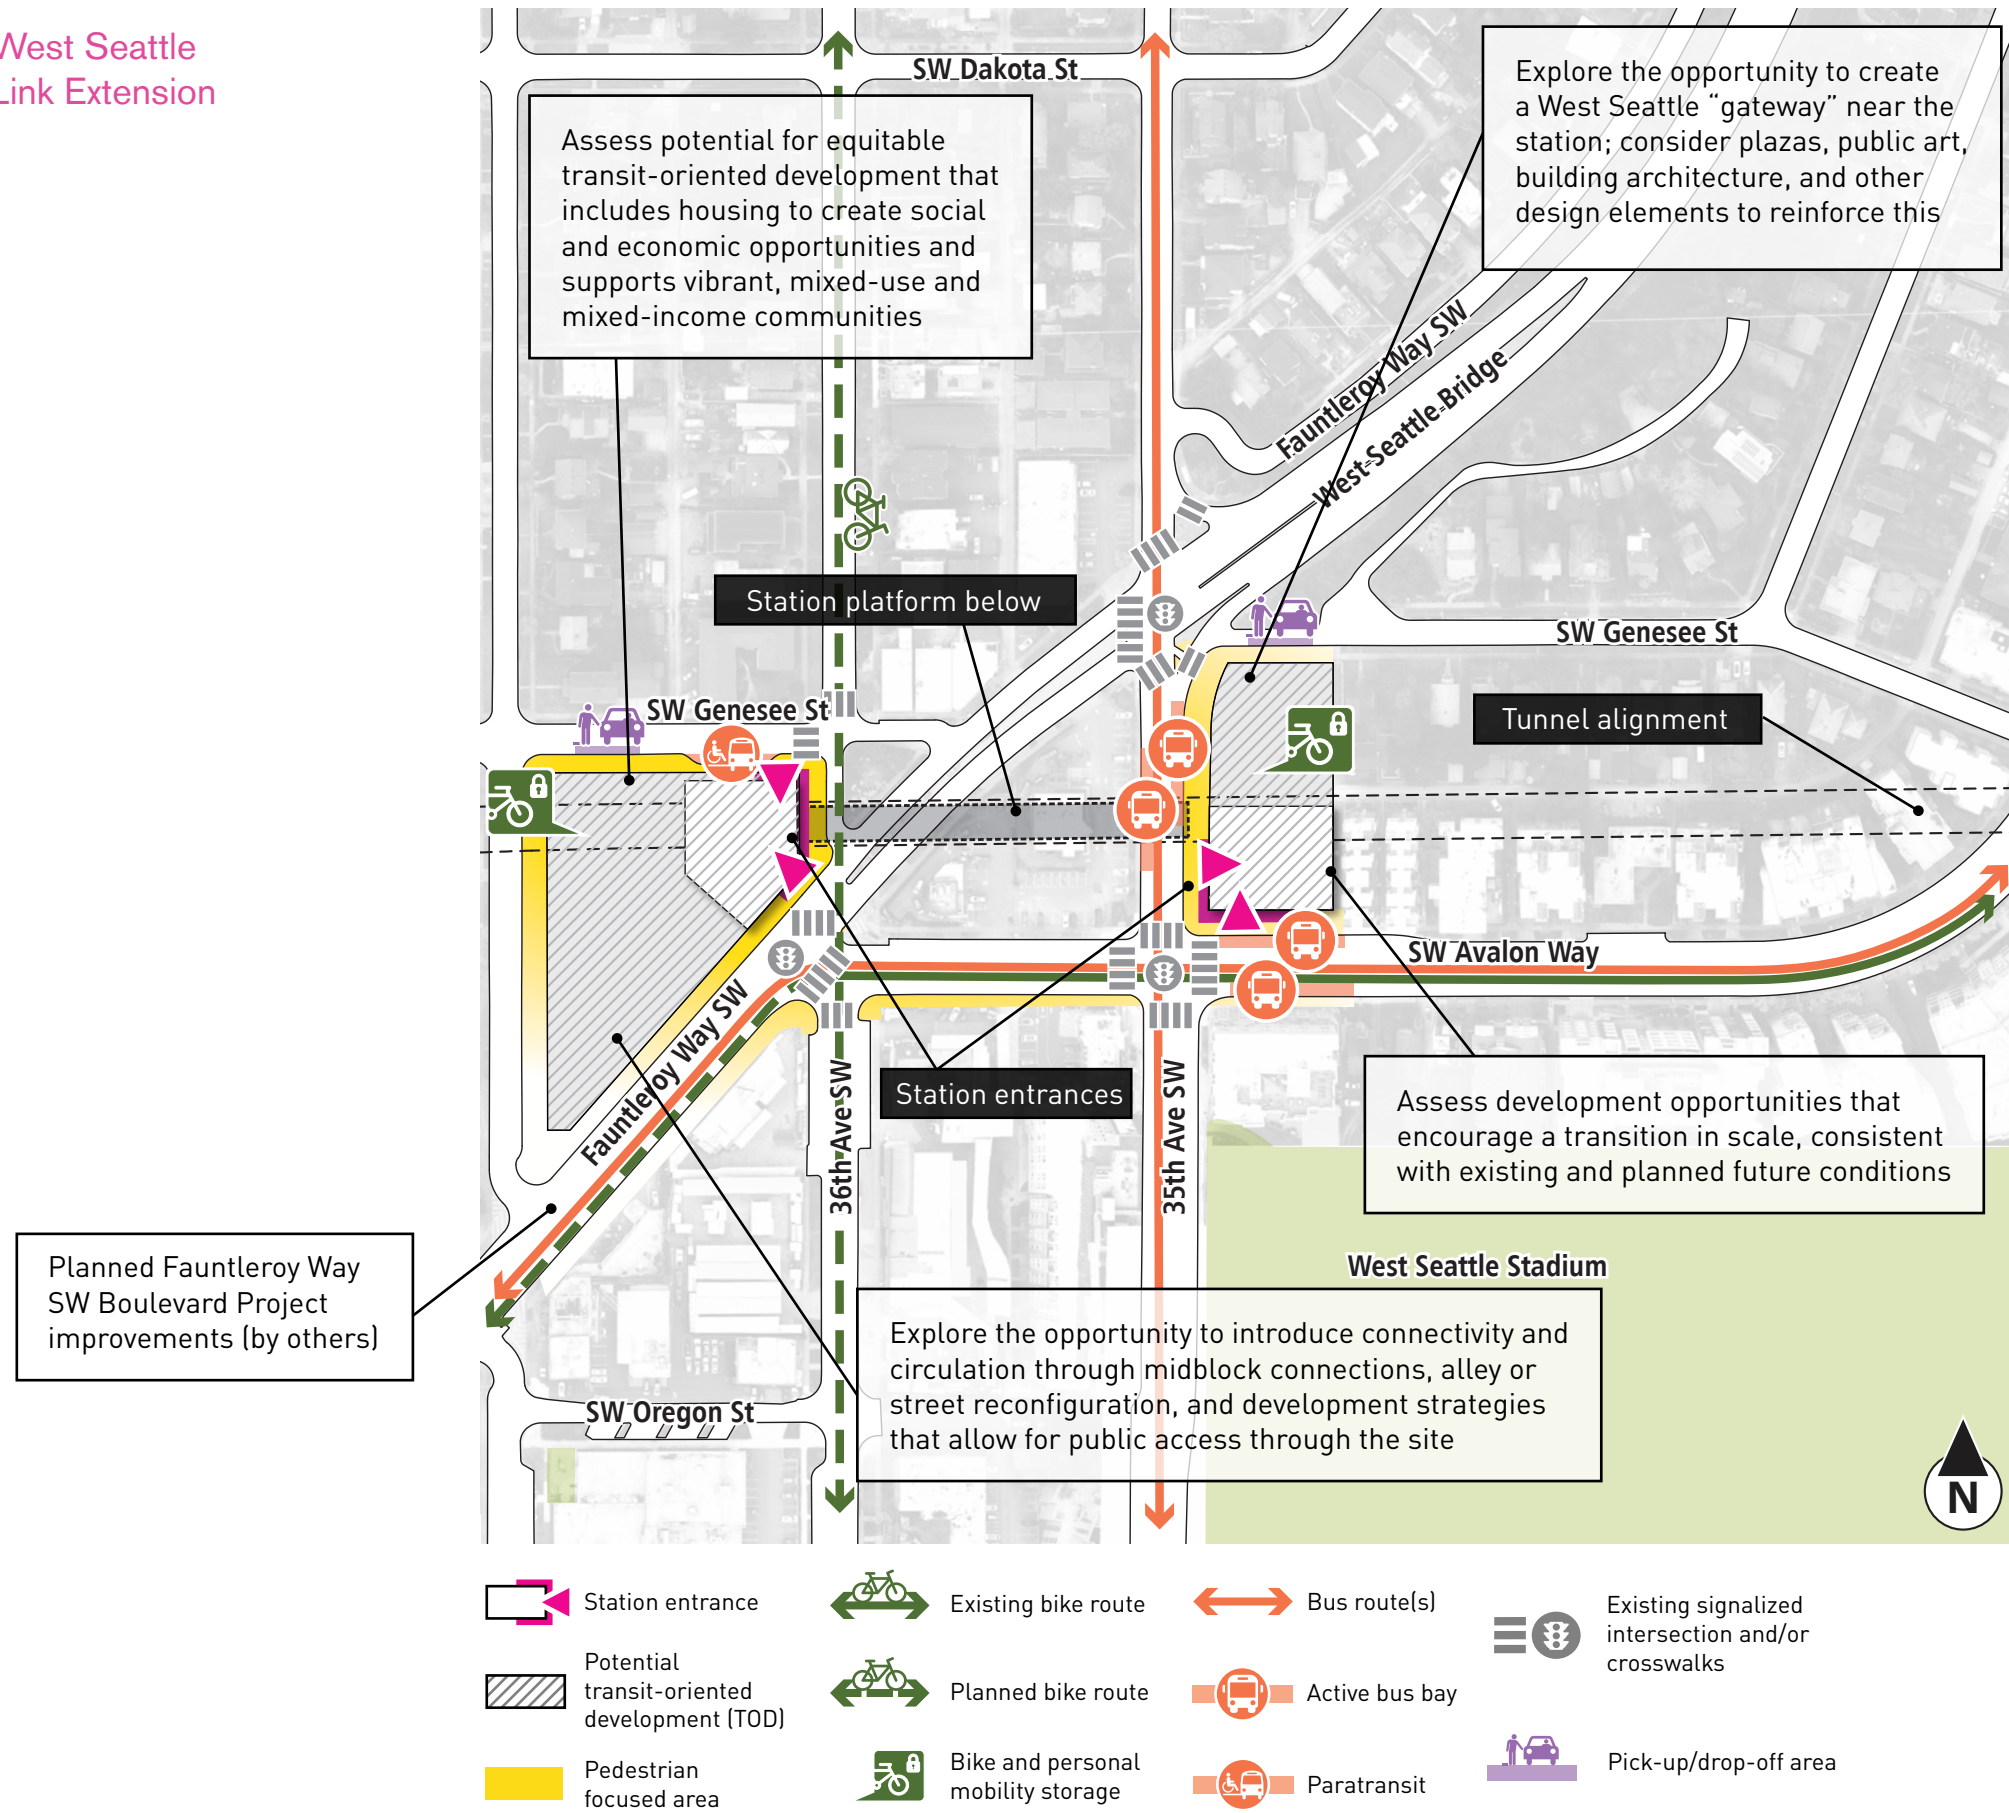 West Seattle
Link Extension
SW Dakota St
Assess potential for equitable
transit-oriented development that
includes housing to create social
and economic opportunities and
supports vibrant, mixed-use and
mixed-income communities
Explore the opportunity to create
a West Seattle “gateway” near the
station; consider plazas, public art,
building architecture, and other
design elements to reinforce this
Fauntleroy Way SW
West Seattle Bridge
Station platform below
SW Genesee St
SW Genesee St
Tunnel alignment
SW Avalon Way
Fauntleroy Way SW
36th Ave SW
Station entrances
35th Ave SW
Assess development opportunities that
encourage a transition in scale, consistent
with existing and planned future conditions
Planned Fauntleroy Way
SW Boulevard Project
improvements (by others)
West Seattle Stadium
Explore the opportunity to introduce connectivity and
circulation through midblock connections, alley or
street reconfiguration, and development strategies
that allow for public access through the site
SW Oregon St
N
Station entrance
Potential
transit-oriented
development (TOD)
Pedestrian
focused area
Existing bike route
Planned bike route
Bike and personal
mobility storage
Bus route(s)
Active bus bay
Paratransit
Existing signalized
intersection and/or
crosswalks
Pick-up/drop-off area